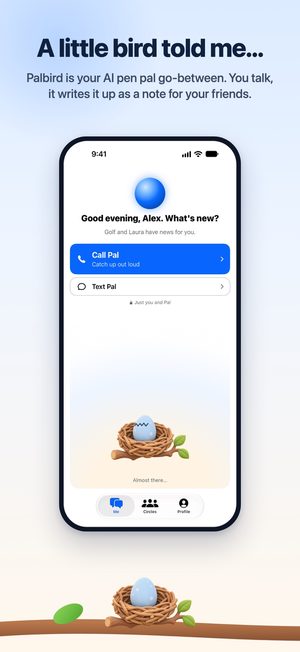 A little bird told me...
Palbird is your AI pen pal go-between. You talk,
it writes it up as a note for your friends.
9:41
Good evening, Alex. What's new?
Golf and Laura have news for you.
Call Pal
Catch up out loud
Text Pal
Just you and Pal
Almost there...
Me
Circles
Profile